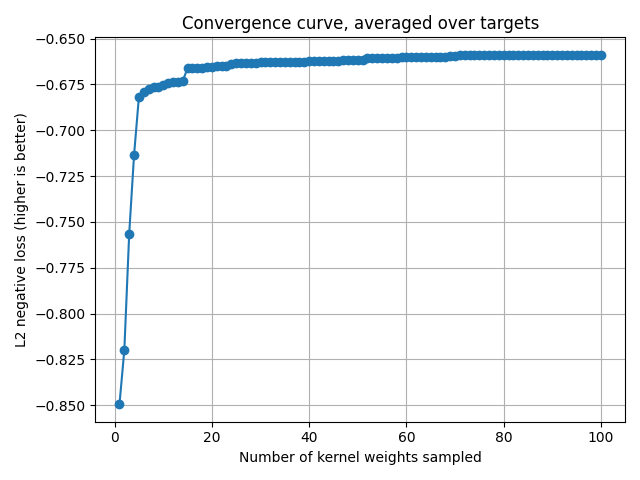 Convergence curve, averaged over targets
L2 negative loss (higher is better)
−0.650
−0.675
−0.700
−0.725
−0.750
−0.775
−0.800
−0.825
−0.850
0 20 40 60 80 100
Number of kernel weights sampled